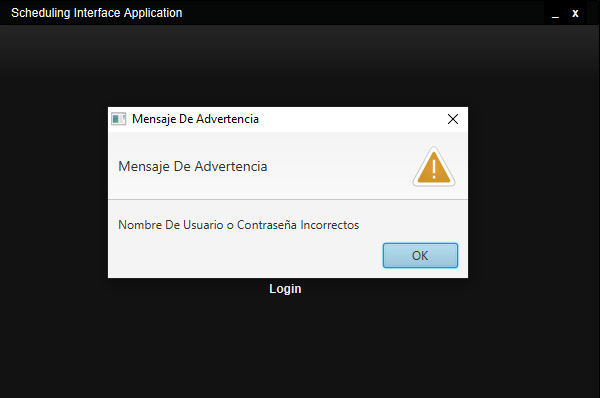 Scheduling Interface Application
_ x
Mensaje De Advertencia
Mensaje De Advertencia
Nombre De Usuario o Contraseña Incorrectos
OK
Login